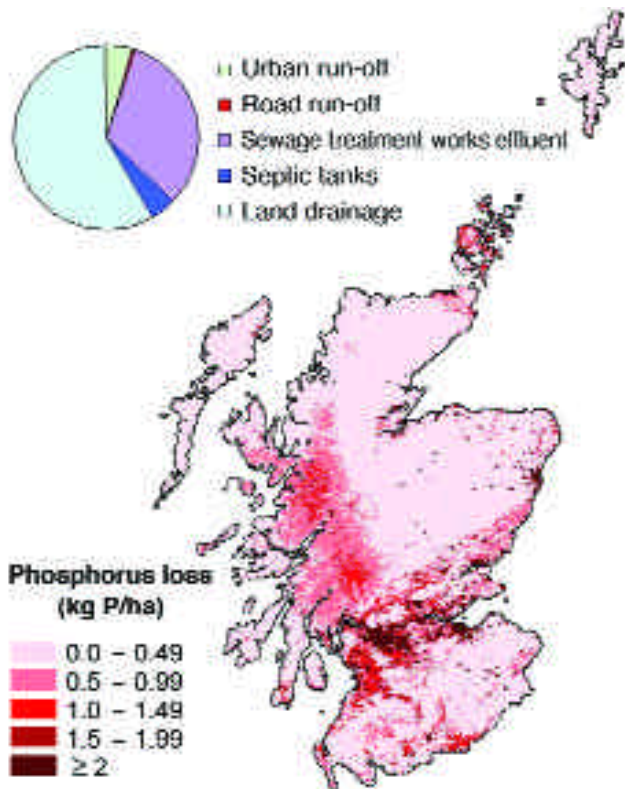 Urban run-off
Road run-off
Sewage treatment works effluent
Septic tanks
Land drainage
Phosphorus loss
(kg P/ha)
0.0 – 0.49
0.5 – 0.99
1.0 – 1.49
1.5 – 1.99
≥ 2